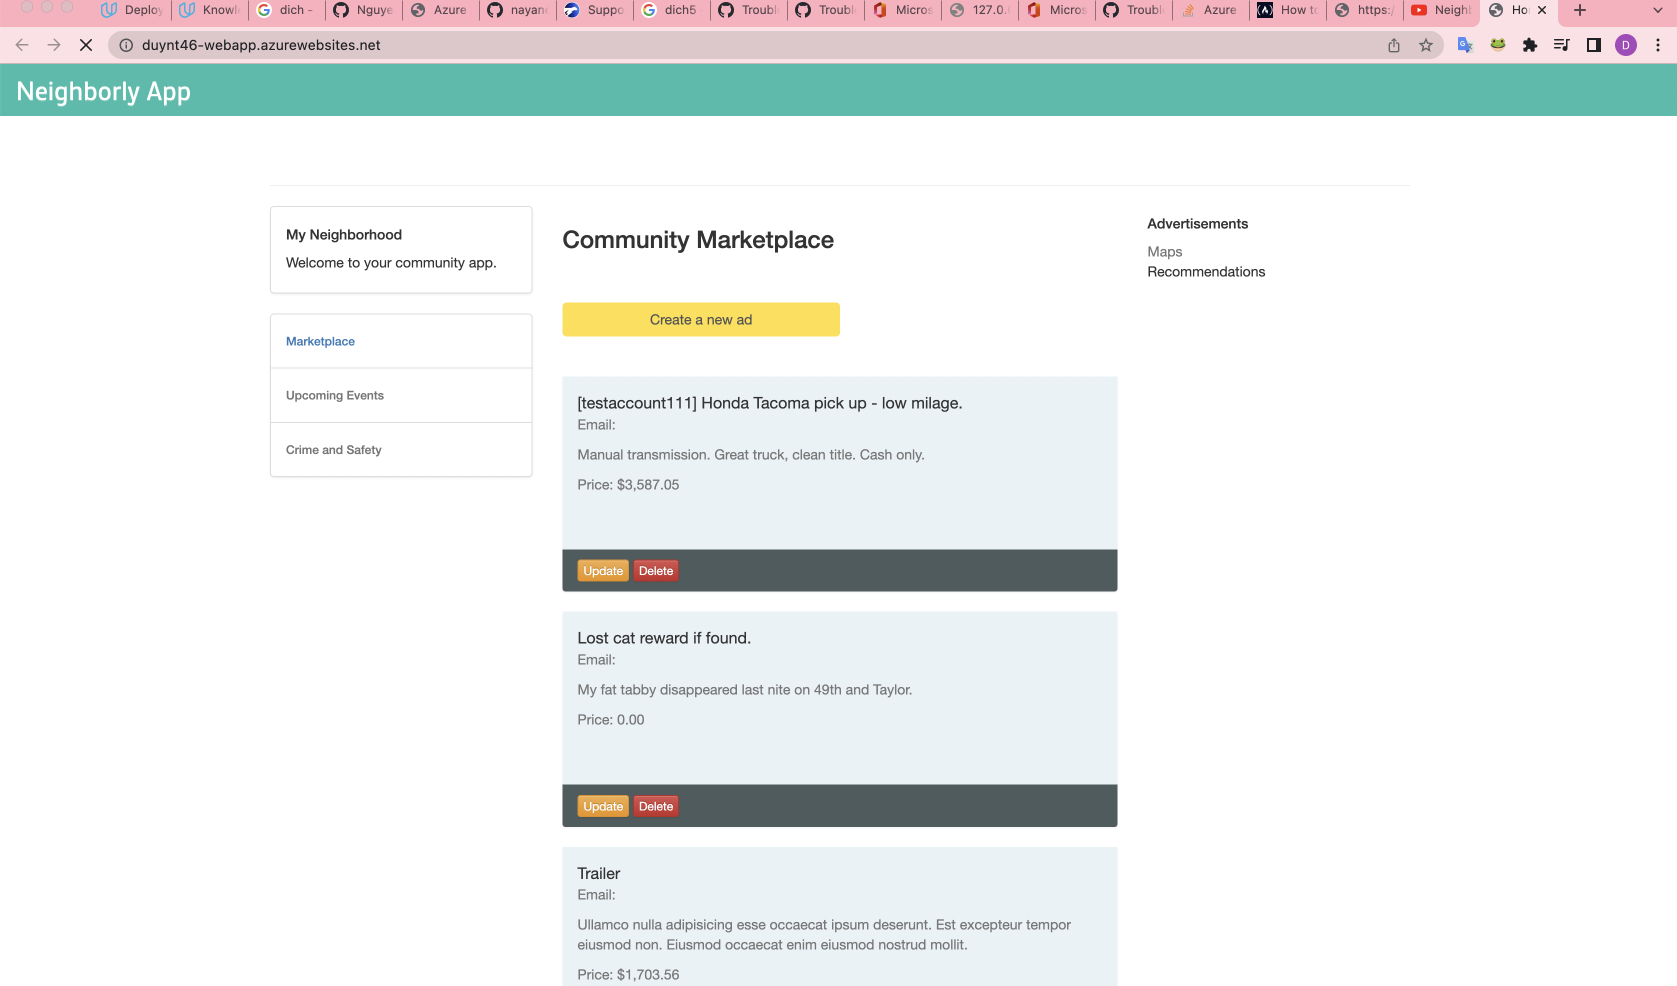 Deploy
Knowl
dich -
Nguye
Azure
nayan
Suppo
dich5
Troubl
Troubl
Micros
127.0.
Micros
Troubl
Azure
How to
https:/
Neighb
Ho
duynt46-webapp.azurewebsites.net
D
Neighborly App
My Neighborhood
Welcome to your community app.
Marketplace
Upcoming Events
Crime and Safety
Community Marketplace
Create a new ad
[testaccount111] Honda Tacoma pick up - low milage.
Email:
Manual transmission. Great truck, clean title. Cash only.
Price: $3,587.05
Update Delete
Lost cat reward if found.
Email:
My fat tabby disappeared last nite on 49th and Taylor.
Price: 0.00
Update Delete
Trailer
Email:
Ullamco nulla adipisicing esse occaecat ipsum deserunt. Est excepteur tempor
eiusmod non. Eiusmod occaecat enim eiusmod nostrud mollit.
Price: $1,703.56
Advertisements
Maps
Recommendations